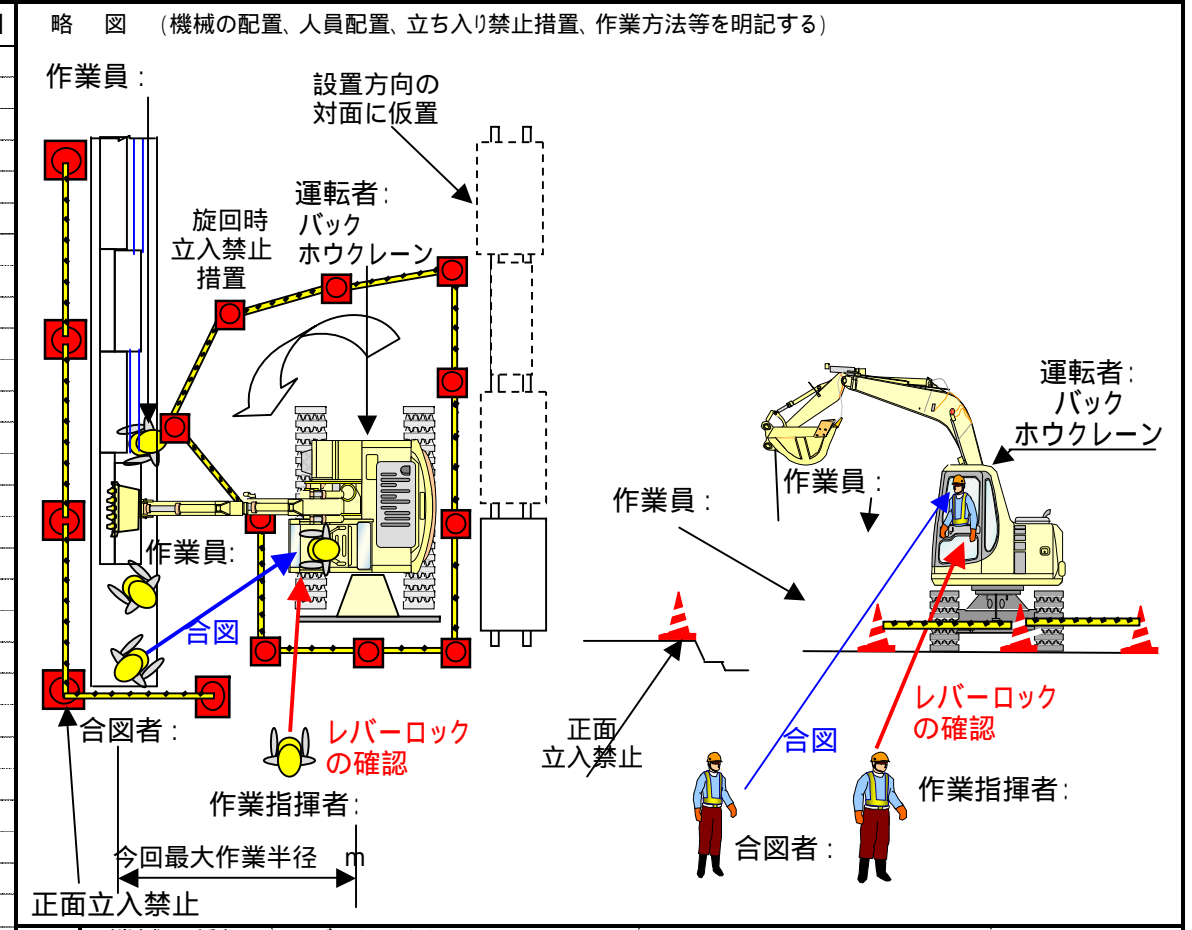 略 図 (機械の配置、人員配置、立ち入り禁止措置、作業方法等を明記する)
作業員:
設置方向の
対面に仮置
運転者:
バック
ホウクレーン
旋回時
立入禁止
措置
作業員:
合図
合図者:
レバーロック
の確認
作業指揮者:
今回最大作業半径 m
正面立入禁止
運転者:
バック
ホウクレーン
作業員:
作業員:
正面
立入禁止
合図
レバーロック
の確認
作業指揮者:
合図者: